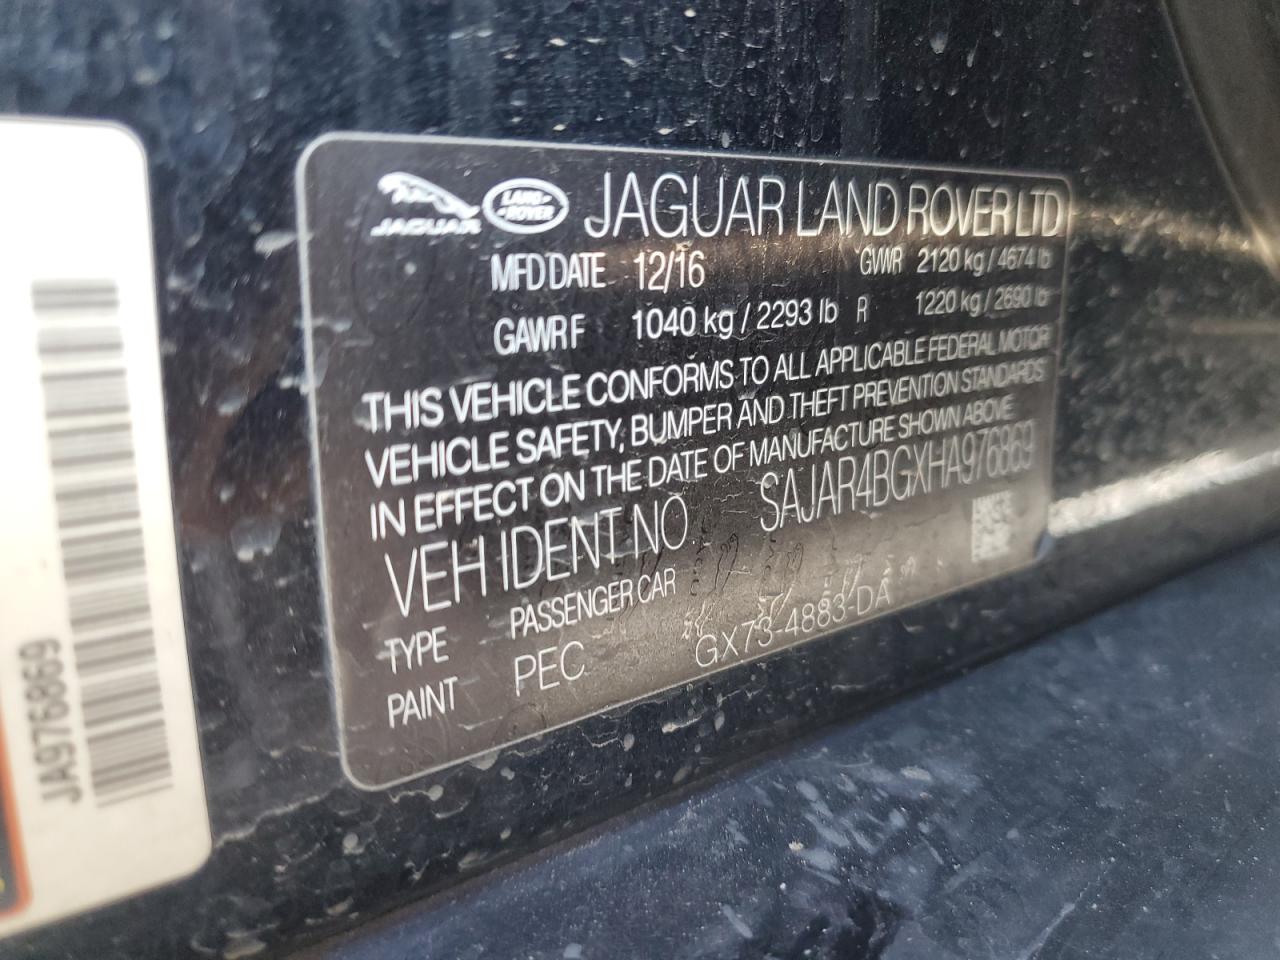 JAGUAR LAND ROVER JAGUAR LAND ROVER LTD
MFD DATE 12/16 GVWR 2120 kg / 4674 lb
GAWR F 1040 kg / 2293 lb R 1220 kg / 2690 lb
THIS VEHICLE CONFORMS TO ALL APPLICABLE FEDERAL MOTOR
VEHICLE SAFETY, BUMPER AND THEFT PREVENTION STANDARDS
IN EFFECT ON THE DATE OF MANUFACTURE SHOWN ABOVE
VEH IDENT NO SAJAR4BGXHA976869
TYPE PASSENGER CAR
PAINT PEC GX73-4883-DA
JA976869